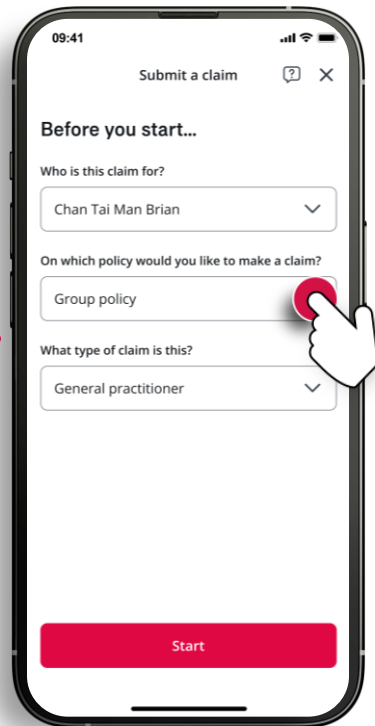 09:41
Submit a claim
Before you start...
Who is this claim for?
Chan Tai Man Brian
On which policy would you like to make a claim?
Group policy
What type of claim is this?
General practitioner
Start